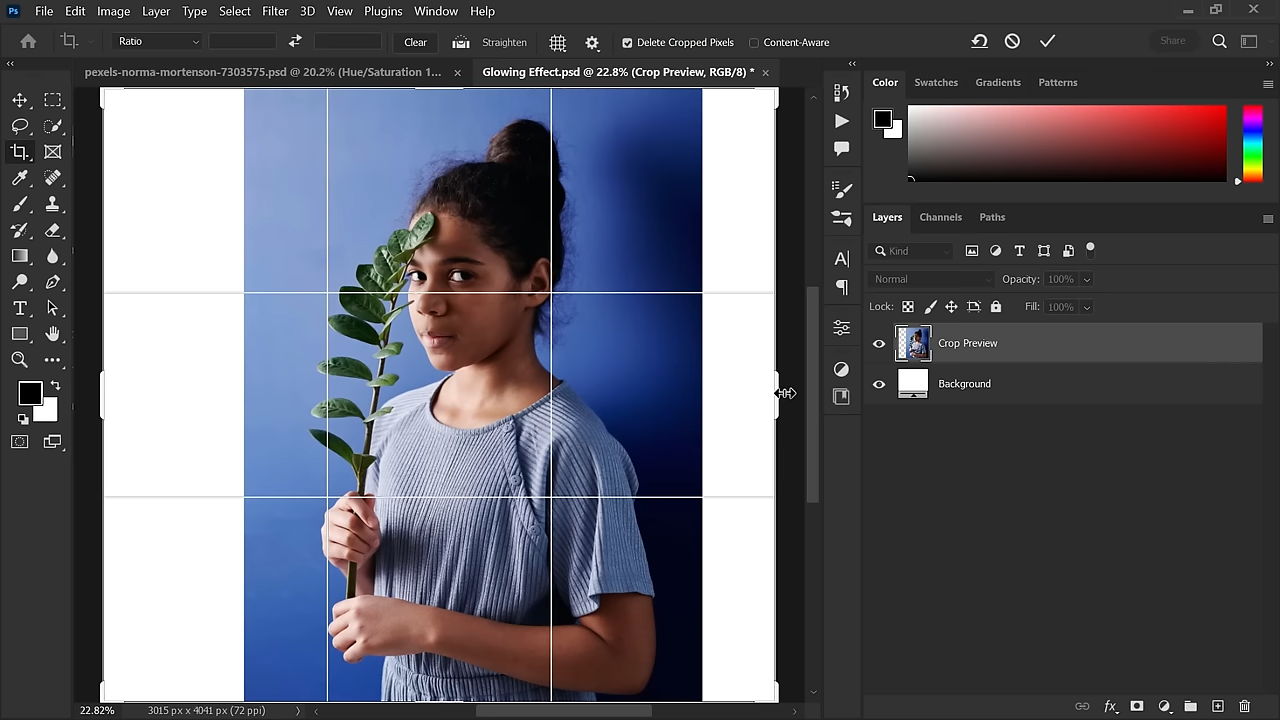 Ps File Edit Image Layer Type Select Filter 3D View Plugins Window Help
Ratio Clear Straighten Delete Cropped Pixels Content-Aware Share
pexels-norma-mortenson-7303575.psd @ 20.2% (Hue/Saturation 1... × Glowing Effect.psd @ 22.8% (Crop Preview, RGB/8) * ×
Color Swatches Gradients Patterns
Layers Channels Paths
Kind
Normal Opacity: 100%
Lock: Fill: 100%
Crop Preview
Background
22.82% 3015 px x 4041 px (72 ppi)